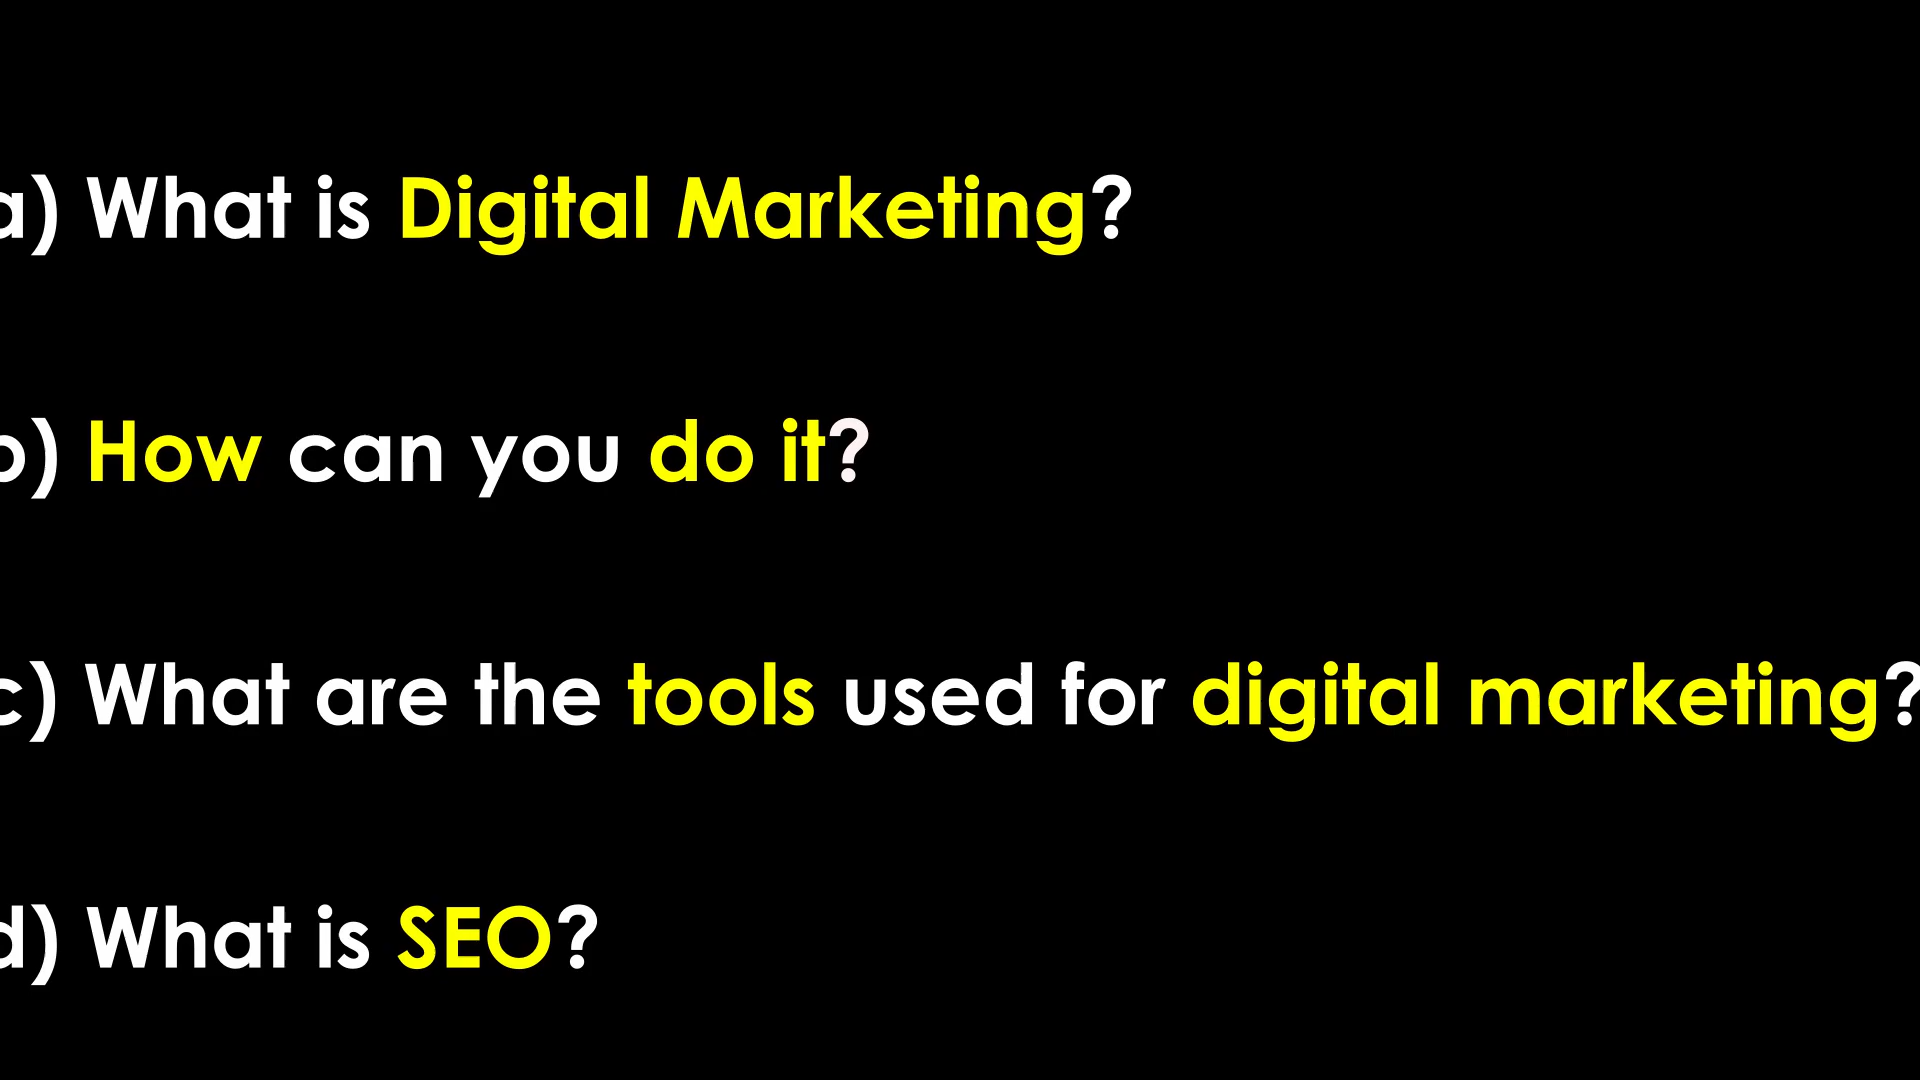 a) What is Digital Marketing?
b) How can you do it?
c) What are the tools used for digital marketing?
d) What is SEO?